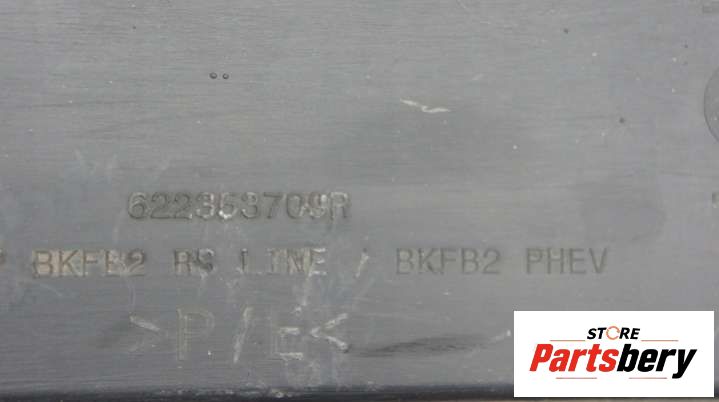 622353709R
BKFB2 RS LINE / BKFB2 PHEV
>P/E<
STORE
Partsbery